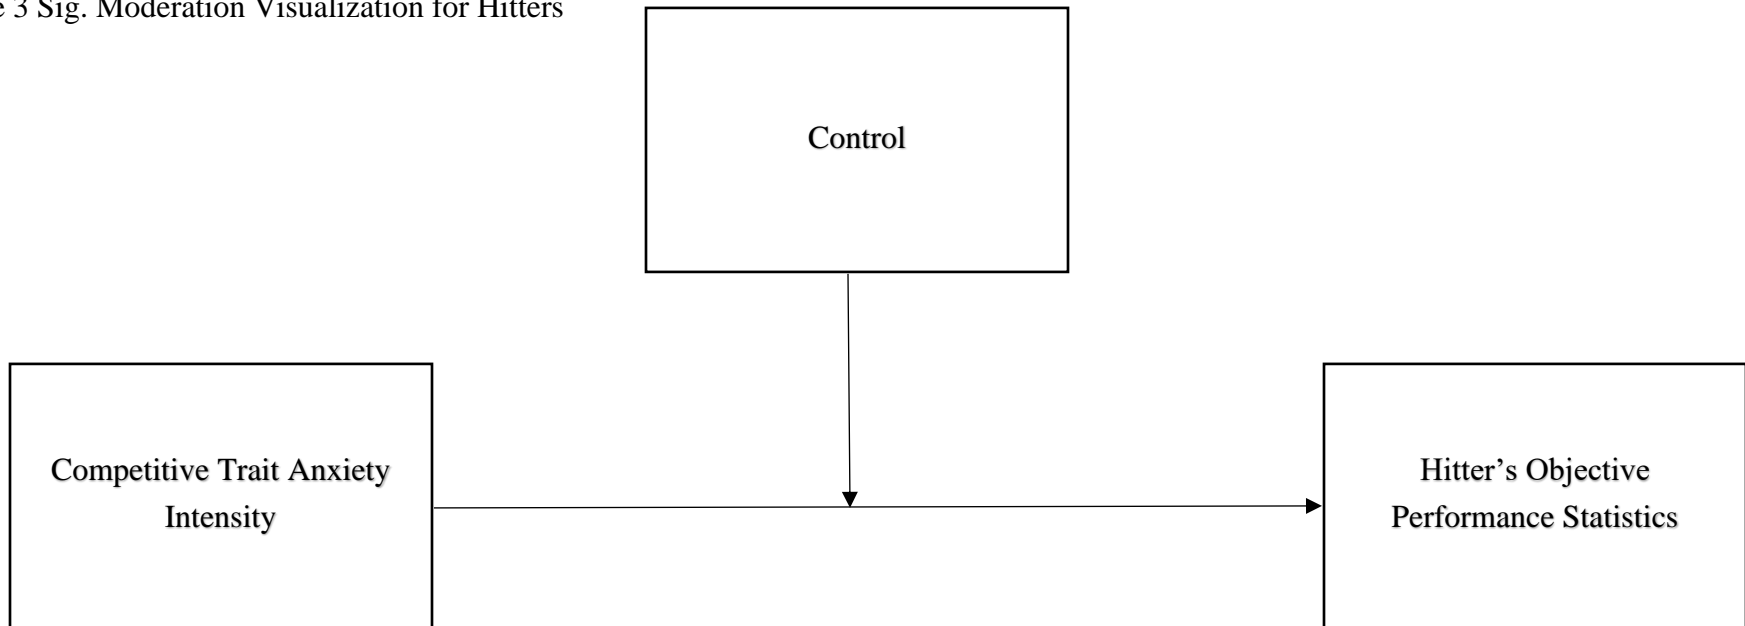 e 3 Sig. Moderation Visualization for Hitters
Control
Competitive Trait Anxiety
Intensity
Hitter’s Objective
Performance Statistics